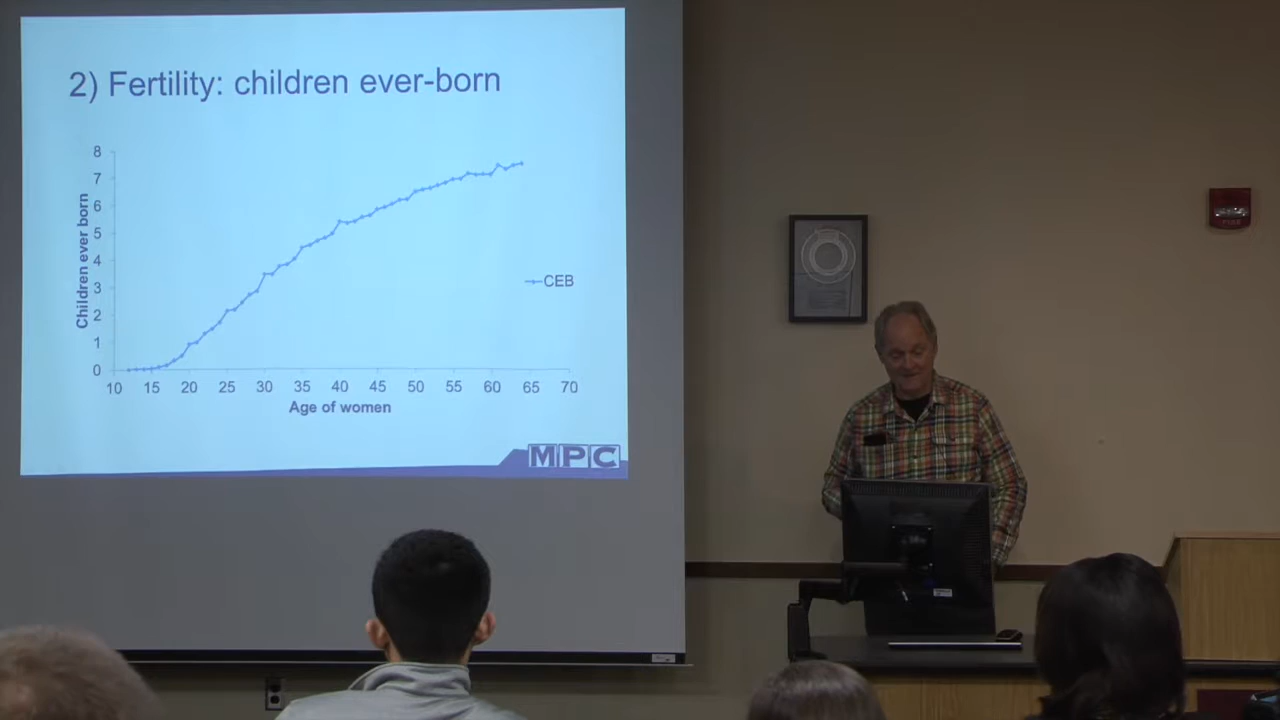 2) Fertility: children ever-born
8
7
6
5
4
3
2
1
0
Children ever born
CEB
10 15 20 25 30 35 40 45 50 55 60 65 70
Age of women
MPC
FIRE